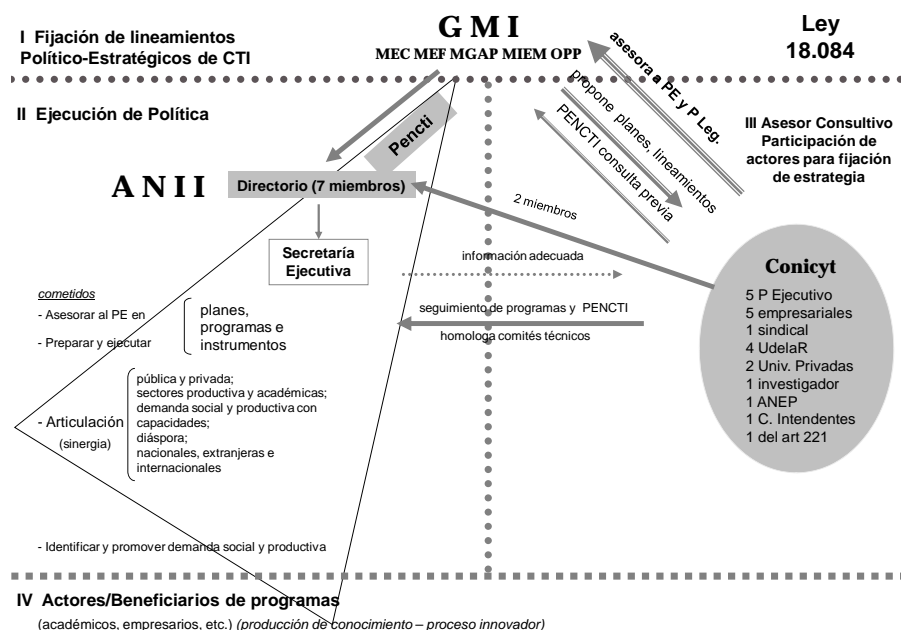 I Fijación de lineamientos
Político-Estratégicos de CTI
G M I
MEC MEF MGAP MIEM OPP
Ley
18.084
asesora a PE y P Leg.
propone planes, lineamientos
PENCTI consulta previa
II Ejecución de Política
Pencti
III Asesor Consultivo
Participación de
actores para fijación
de estrategia
A N I I
Directorio (7 miembros)
2 miembros
Secretaría
Ejecutiva
información adecuada
Conicyt
5 P Ejecutivo
5 empresariales
1 sindical
4 UdelaR
2 Univ. Privadas
1 investigador
1 ANEP
1 C. Intendentes
1 del art 221
seguimiento de programas y PENCTI
homologa comités técnicos
cometidos
- Asesorar al PE en
- Preparar y ejecutar
planes,
programas e
instrumentos
- Articulación
(sinergia)
pública y privada;
sectores productiva y académicas;
demanda social y productiva con
capacidades;
diáspora;
nacionales, extranjeras e
internacionales
- Identificar y promover demanda social y productiva
IV Actores/Beneficiarios de programas
(académicos, empresarios, etc.) (producción de conocimiento – proceso innovador)